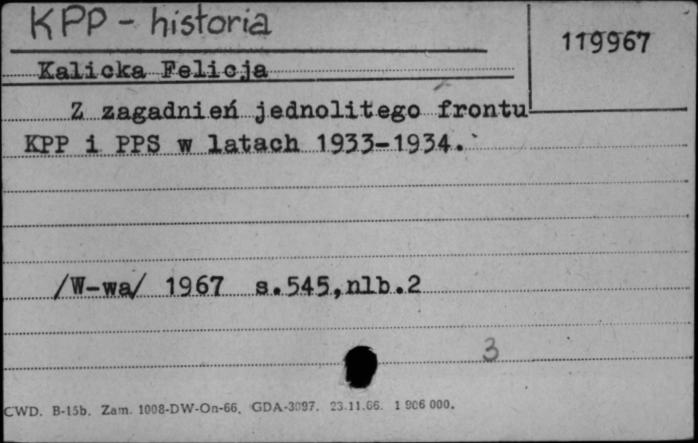 KPP - historia
119967
Kalicka Felicja
Z zagadnień jednolitego frontu
KPP i PPS w latach 1933-1934.
/W-wa/ 1967 s.545,nlb.2
3
CWD. B-15b. Zam. 1008-DW-On-66. GDA-3097. 23.11.66. 1 906 000.